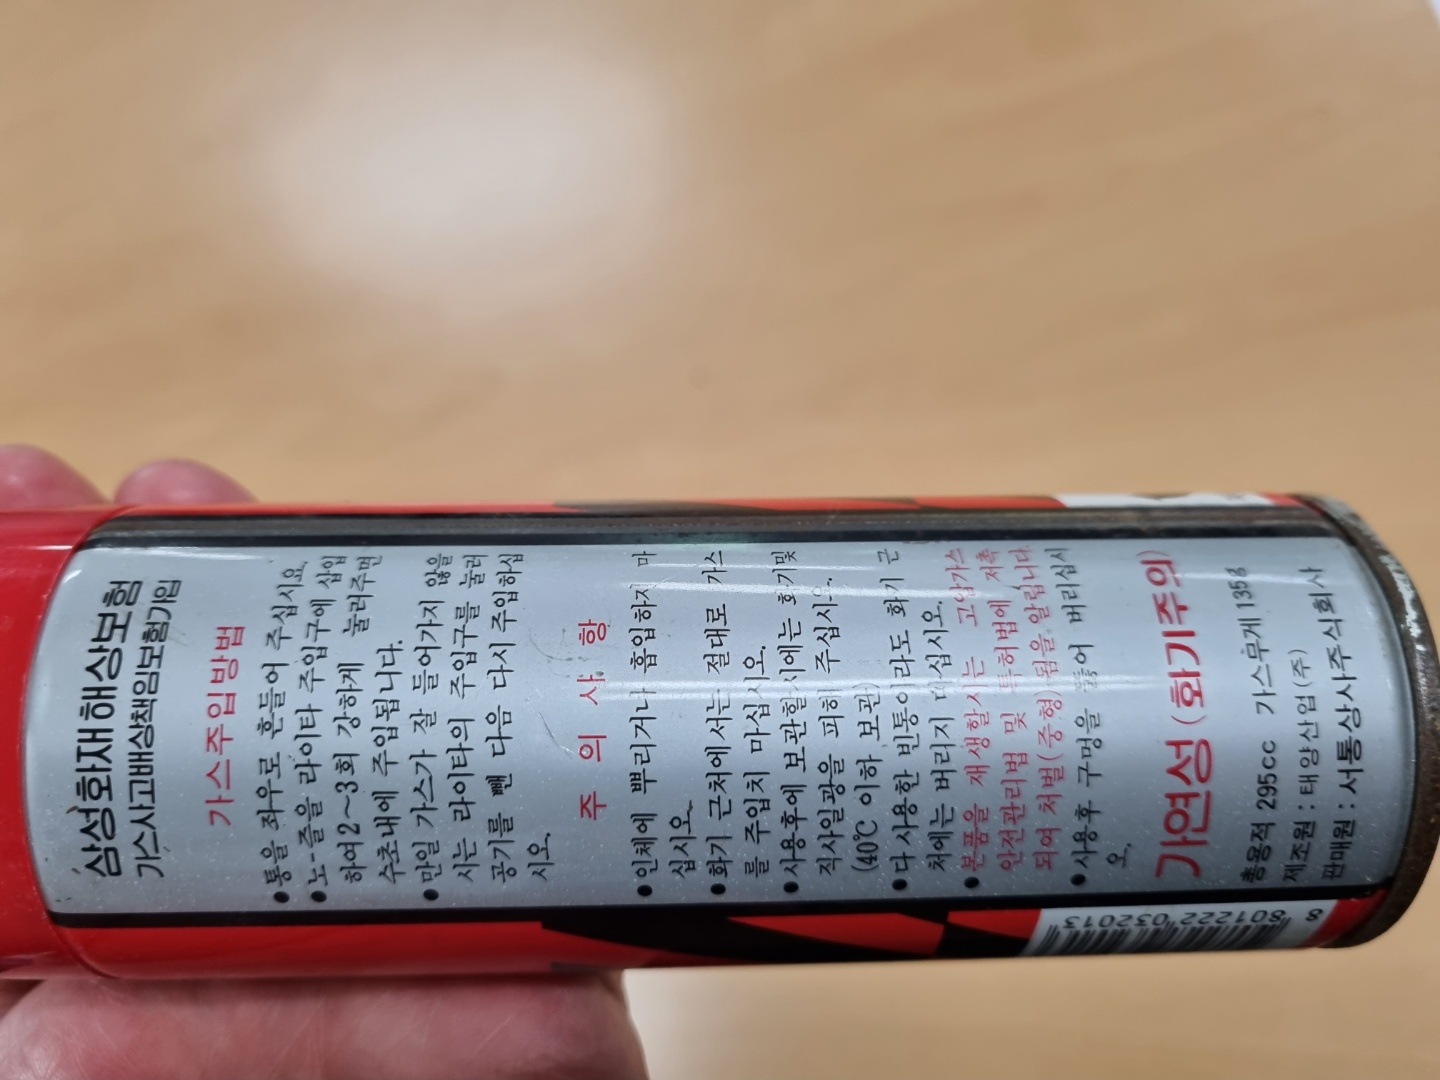 삼성화재해상보험
가스사고배상책임보험가입
가스주입방법
●통을 좌우로 흔들어 주십시요.
●노-즐을 라이타 주입구에 삽입
하여 2~3회 강하게 눌러주면
수초내에 주입됩니다.
●만일 가스가 잘 들어가지 않을
시는 라이타의 주입구를 눌러
공기를 뺀 다음 다시 주입하십
시오.
주 의 사 항
●인체에 뿌리거나 흡입하지 마
십시오.
●화기 근처에서는 절대로 가스
를 주입치 마십시오.
●사용후에 보관할시에는 화기및
직사일광을 피해 주십시오.
(40℃ 이하 보관)
●다 사용한 빈통이라도 화기 근
처에는 버리지 마십시오.
●본품을 재생할시는 고압가스
안전관리법 및 특허법에 저촉
되여 처벌(중형)됨을 알립니다.
●사용후 구멍을 뚫어 버리십시
오.
가연성(화기주의)
총용적 295cc 가스무게 135g
제조원 : 태양산업(주)
판매원 : 서통상사주식회사
8 801222 032013